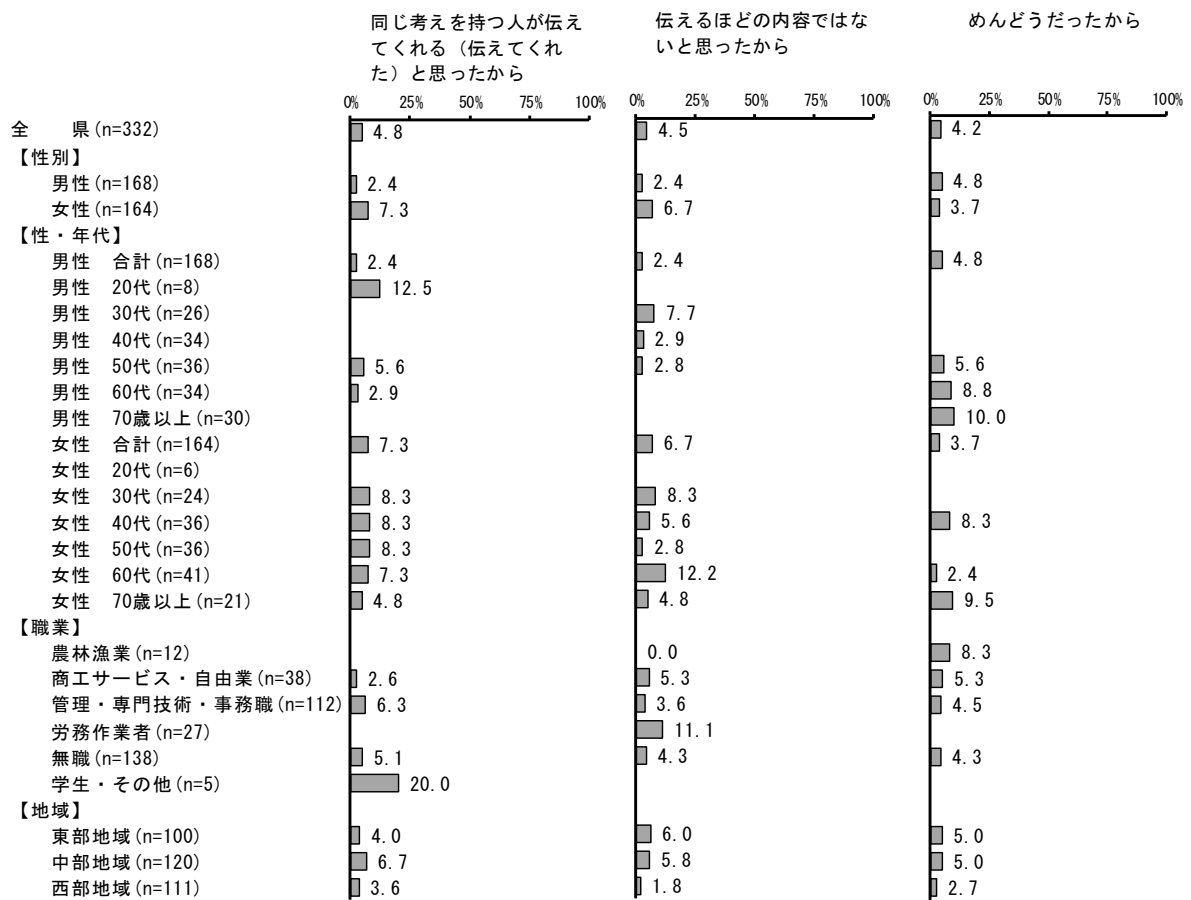 同じ考えを持つ人が伝え
てくれる（伝えてくれ
た）と思ったから
伝えるほどの内容ではな
いと思ったから
めんどうだったから
0% 25% 50% 75% 100% 0% 25% 50% 75% 100% 0% 25% 50% 75% 100%
全　　県(n=332) 4.8 4.5 4.2
【性別】
男性(n=168) 2.4 2.4 4.8
女性(n=164) 7.3 6.7 3.7
【性・年代】
男性　合計(n=168) 2.4 2.4 4.8
男性　20代(n=8) 12.5
男性　30代(n=26) 7.7
男性　40代(n=34) 2.9
男性　50代(n=36) 5.6 2.8 5.6
男性　60代(n=34) 2.9 8.8
男性　70歳以上(n=30) 10.0
女性　合計(n=164) 7.3 6.7 3.7
女性　20代(n=6)
女性　30代(n=24) 8.3 8.3
女性　40代(n=36) 8.3 5.6 8.3
女性　50代(n=36) 8.3 2.8
女性　60代(n=41) 7.3 12.2 2.4
女性　70歳以上(n=21) 4.8 4.8 9.5
【職業】
農林漁業(n=12) 0.0 8.3
商工サービス・自由業(n=38) 2.6 5.3 5.3
管理・専門技術・事務職(n=112) 6.3 3.6 4.5
労務作業者(n=27) 11.1
無職(n=138) 5.1 4.3 4.3
学生・その他(n=5) 20.0
【地域】
東部地域(n=100) 4.0 6.0 5.0
中部地域(n=120) 6.7 5.8 5.0
西部地域(n=111) 3.6 1.8 2.7